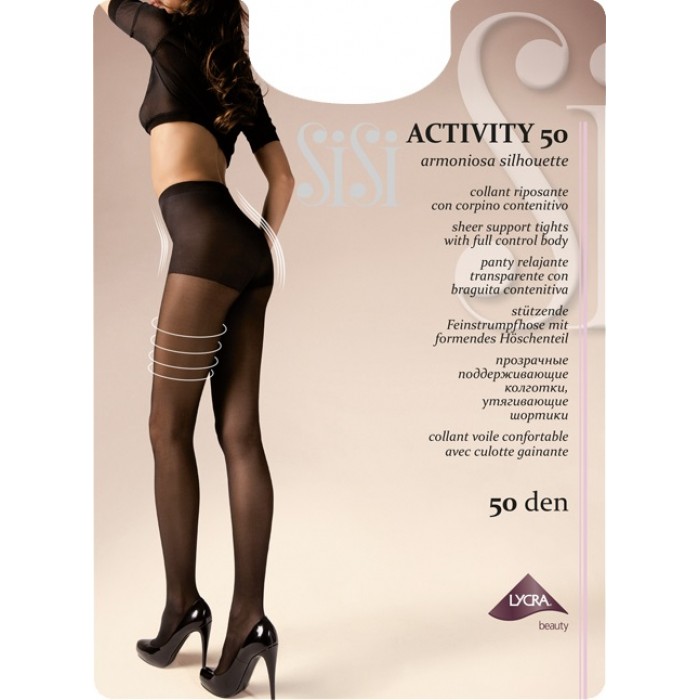 SiSi
SiSi
ACTIVITY 50
armoniosa silhouette
collant riposante
con corpino contenitivo
sheer support tights
with full control body
panty relajante
transparente con
braguita contenitiva
stützende
Feinstrumpfhose mit
formendes Höschenteil
прозрачные
поддерживающие
колготки,
утягивающие
шортики
collant voile confortable
avec culotte gainante
50 den
LYCRA
beauty